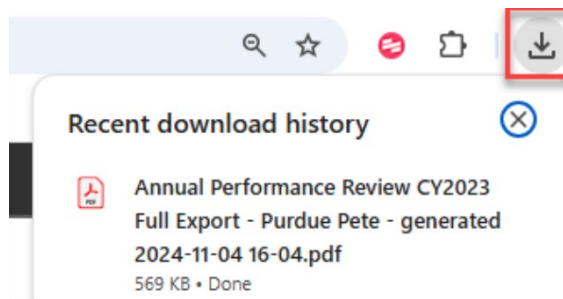 Recent download history
PDF
Annual Performance Review CY2023
Full Export - Purdue Pete - generated
2024-11-04 16-04.pdf
569 KB • Done